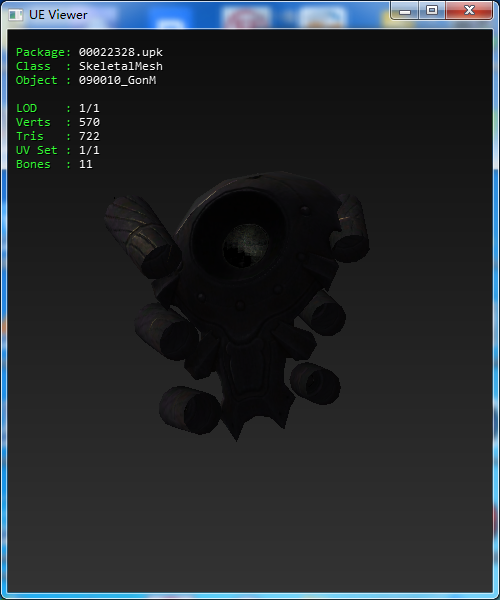 UE Viewer
Package: 00022328.upk
Class : SkeletalMesh
Object : 090010_GonM
LOD : 1/1
Verts : 570
Tris : 722
UV Set : 1/1
Bones : 11